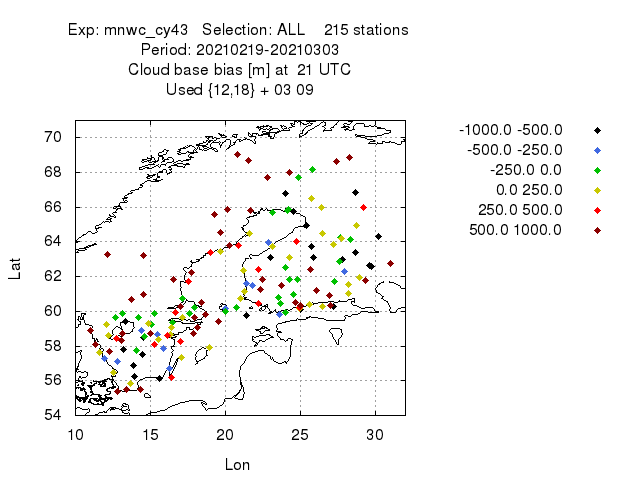 Exp: mnwc_cy43 Selection: ALL 215 stations
Period: 20210219-20210303
Cloud base bias [m] at 21 UTC
Used {12,18} + 03 09
-1000.0 -500.0
-500.0 -250.0
-250.0 0.0
0.0 250.0
250.0 500.0
500.0 1000.0
Lat
70
68
66
64
62
60
58
56
54
10 15 20 25 30
Lon